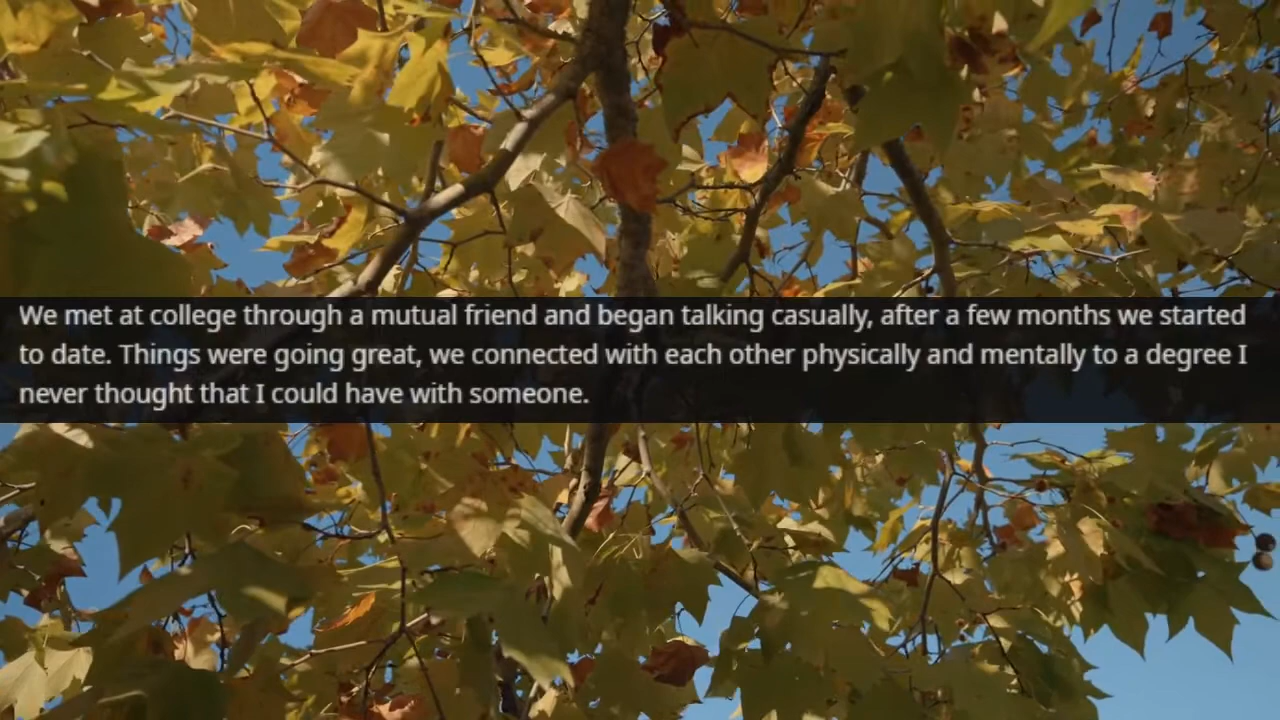 We met at college through a mutual friend and began talking casually, after a few months we started
to date. Things were going great, we connected with each other physically and mentally to a degree I
never thought that I could have with someone.